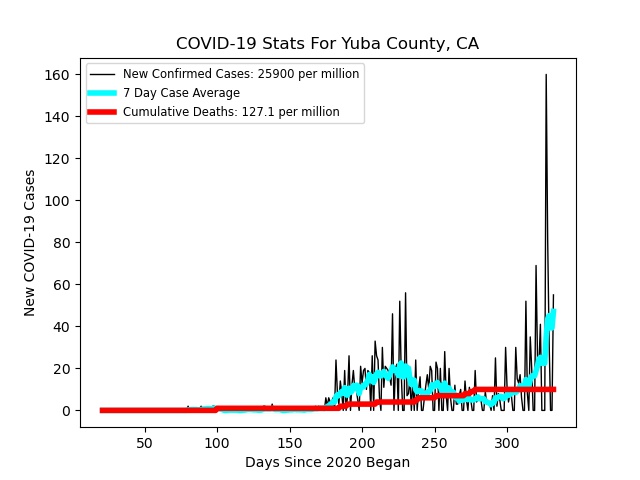 COVID-19 Stats For Yuba County, CA
New Confirmed Cases: 25900 per million
7 Day Case Average
Cumulative Deaths: 127.1 per million
New COVID-19 Cases
160
140
120
100
80
60
40
20
0
50 100 150 200 250 300
Days Since 2020 Began